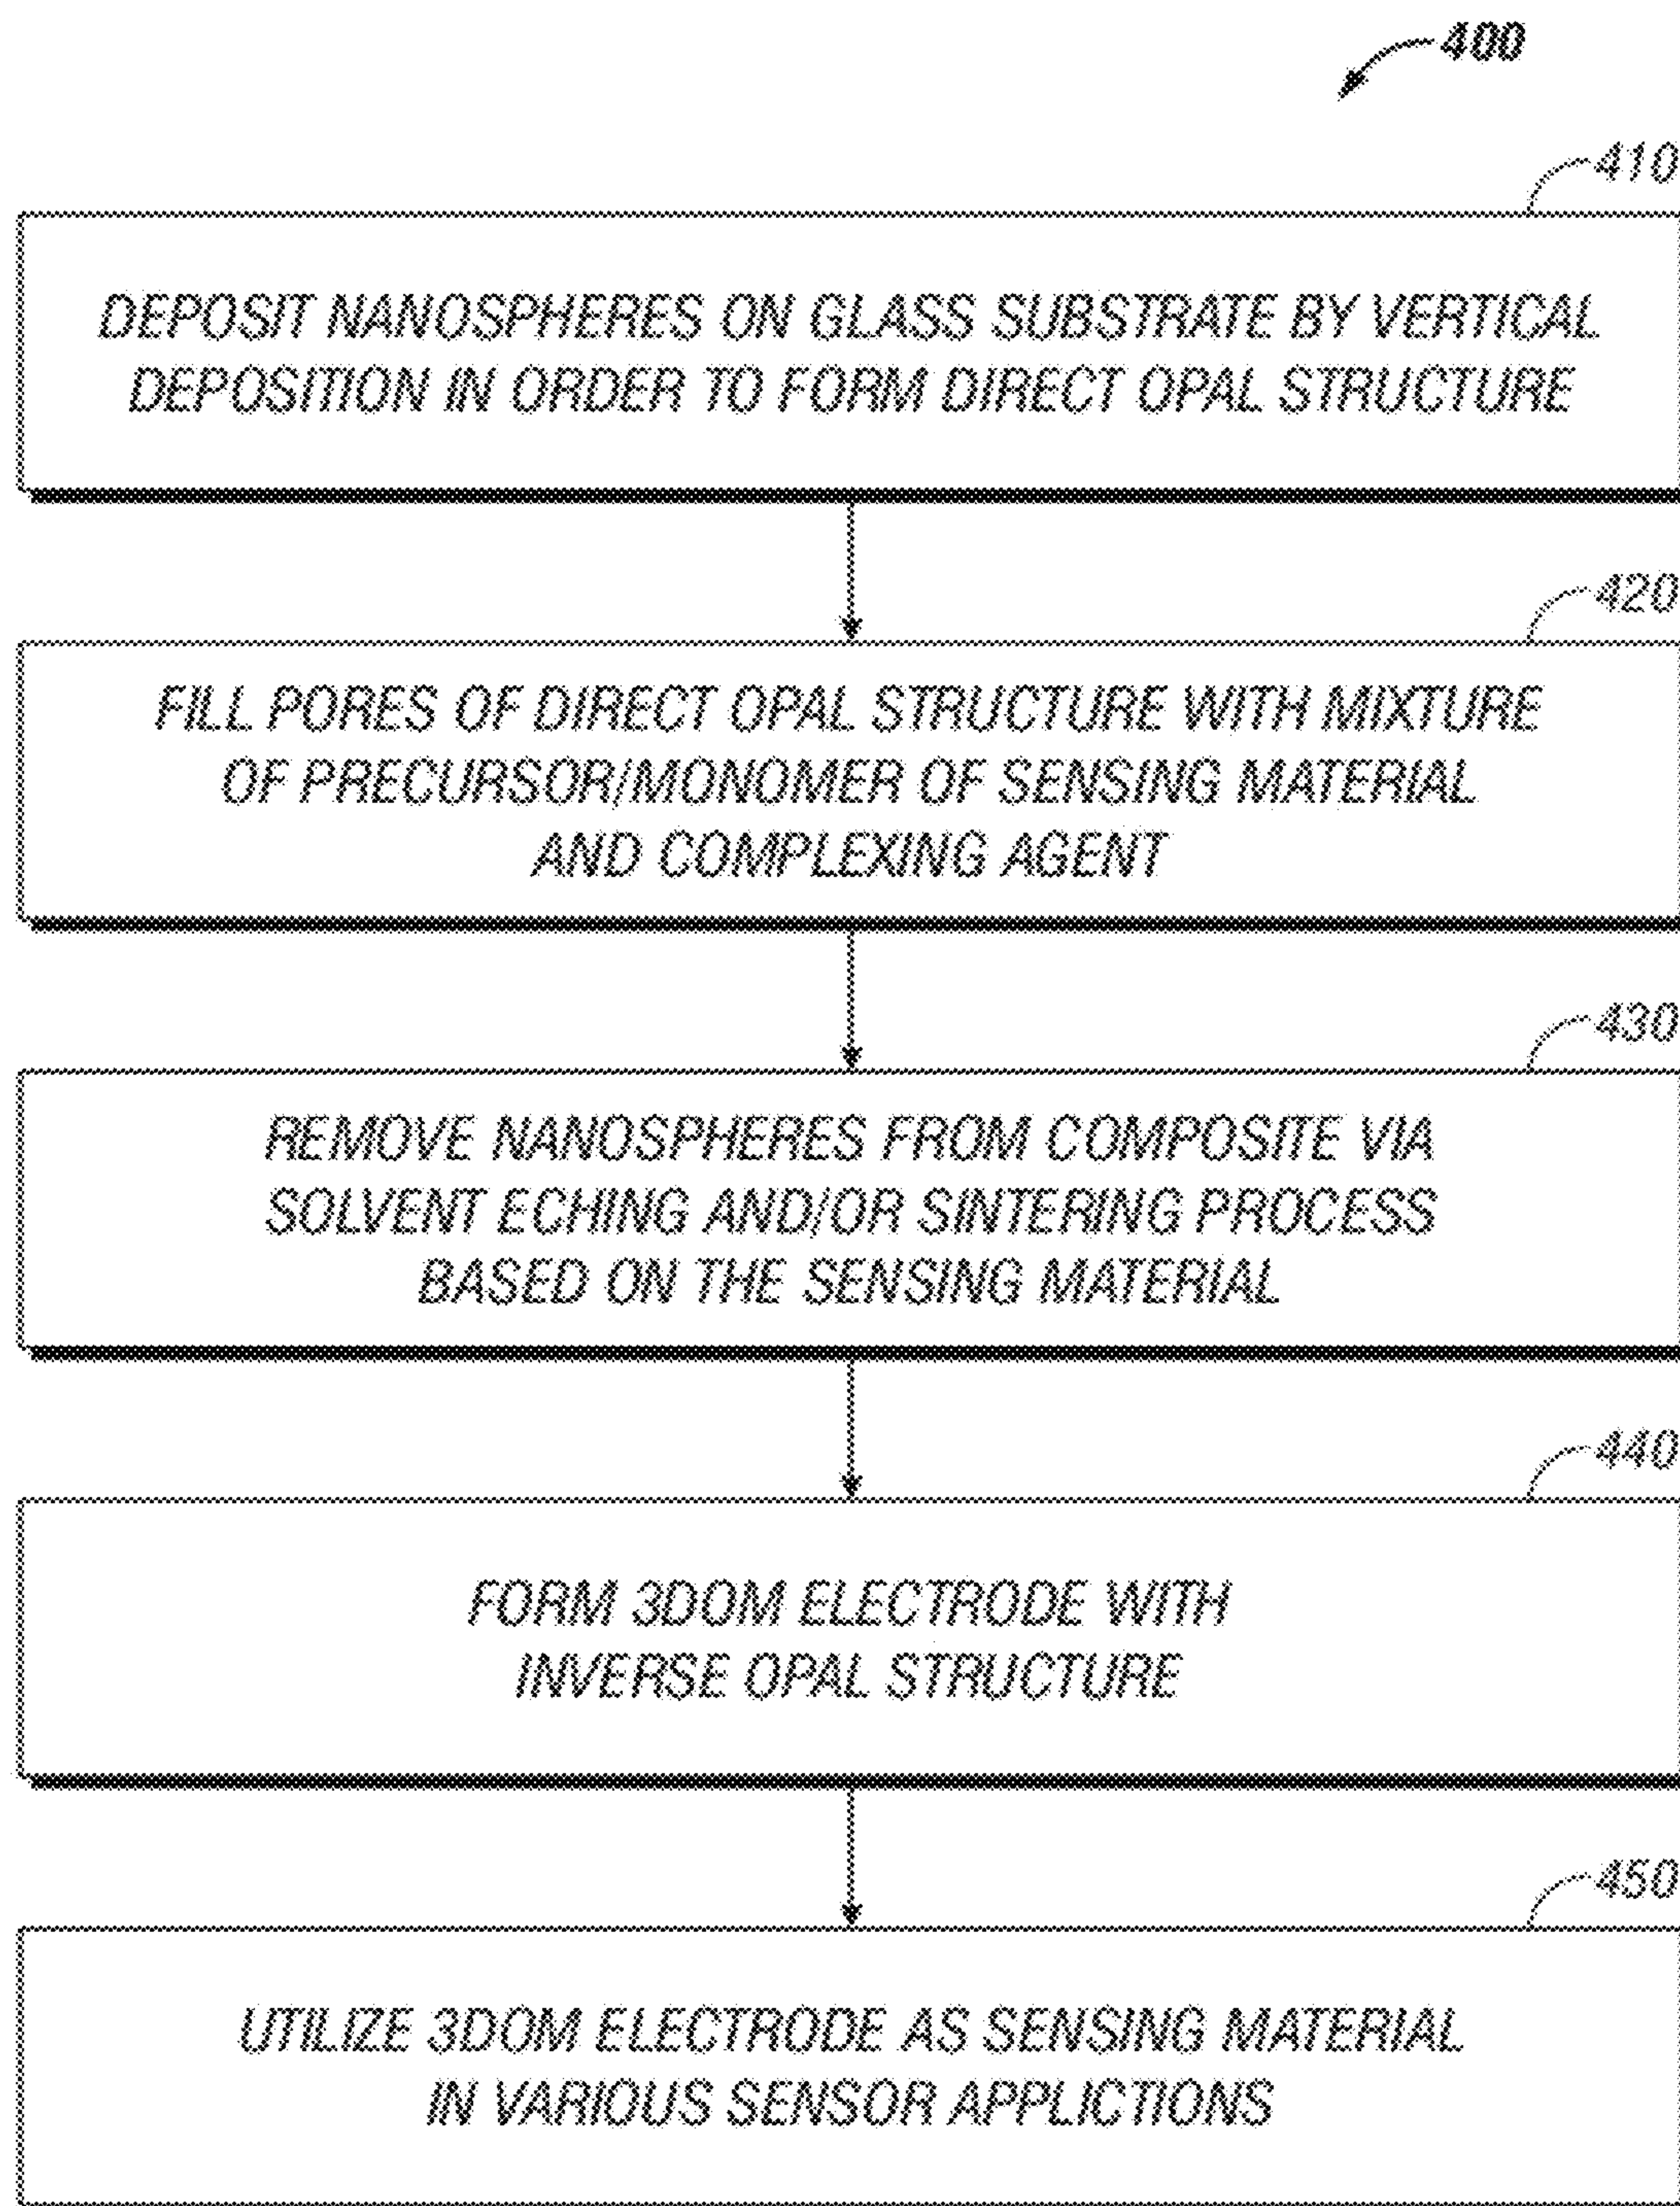 400
410
DEPOSIT NANOSPHERES ON GLASS SUBSTRATE BY VERTICAL
DEPOSITION IN ORDER TO FORM DIRECT OPAL STRUCTURE
420
FILL PORES OF DIRECT OPAL STRUCTURE WITH MIXTURE
OF PRECURSOR/MONOMER OF SENSING MATERIAL
AND COMPLEXING AGENT
430
REMOVE NANOSPHERES FROM COMPOSITE VIA
SOLVENT ECHING AND/OR SINTERING PROCESS
BASED ON THE SENSING MATERIAL
440
FORM 3DOM ELECTRODE WITH
INVERSE OPAL STRUCTURE
450
UTILIZE 3DOM ELECTRODE AS SENSING MATERIAL
IN VARIOUS SENSOR APPLICTIONS